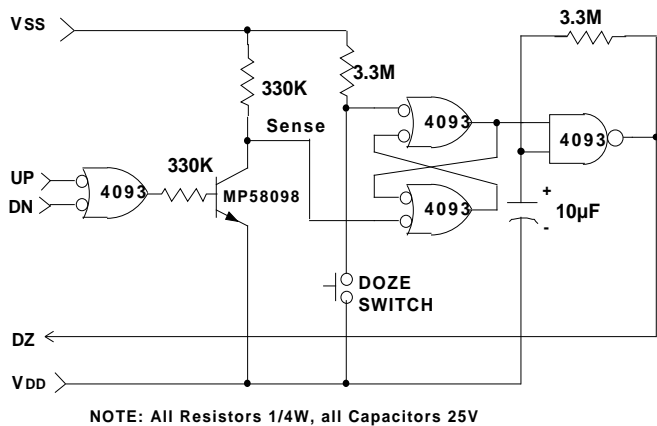 VSS
3.3M
3.3M
330K
4093
4093
Sense
330K
UP
4093
MP58098
DN
4093
+
10µF
-
DOZE
SWITCH
DZ
VDD
NOTE: All Resistors 1/4W, all Capacitors 25V